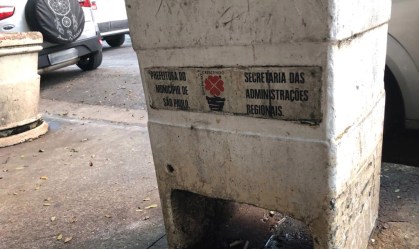 PREFEITURA DO
MUNICÍPIO DE
SÃO PAULO
SECRETARIA DAS
ADMINISTRAÇÕES
REGIONAIS.